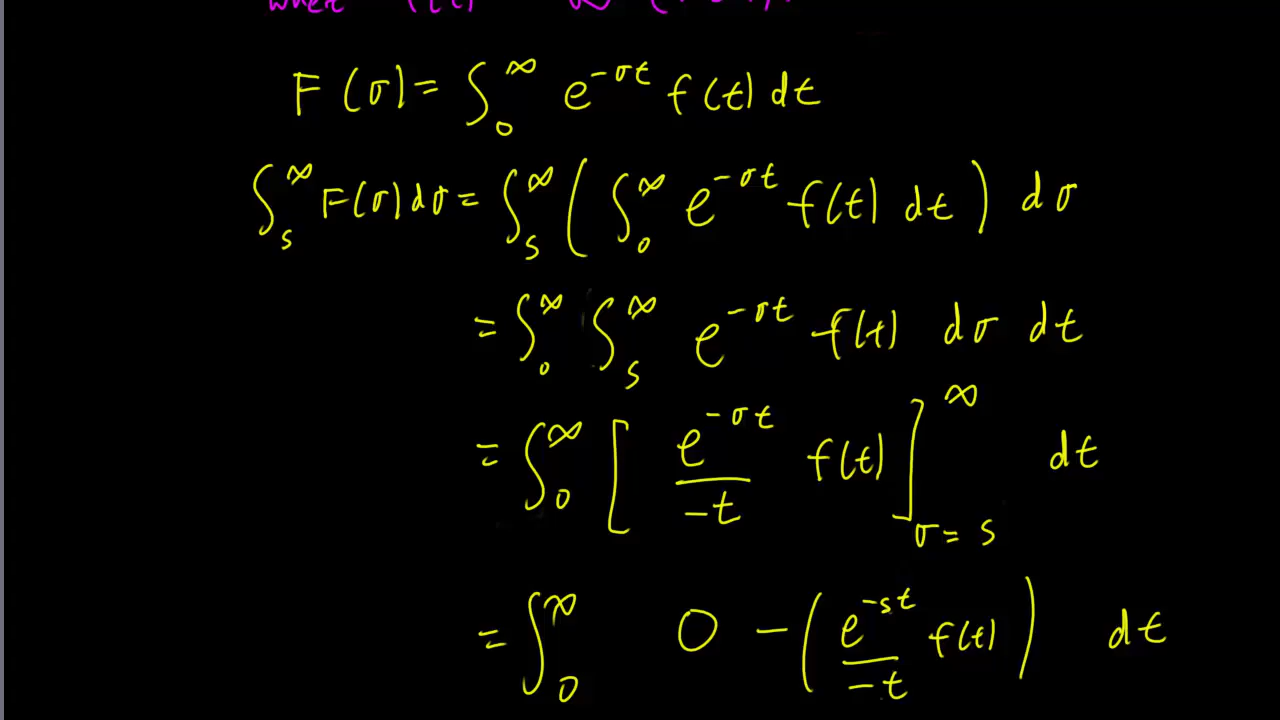 F(σ) = ∫₀^∞ e^{-σt} f(t) dt
∫ₛ^∞ F(σ) dσ = ∫ₛ^∞ ( ∫₀^∞ e^{-σt} f(t) dt ) dσ
= ∫₀^∞ ∫ₛ^∞ e^{-σt} f(t) dσ dt
= ∫₀^∞ [ e^{-σt}/-t f(t) ]_{σ=s}^∞ dt
= ∫₀^∞ 0 - ( e^{-st}/-t f(t) ) dt